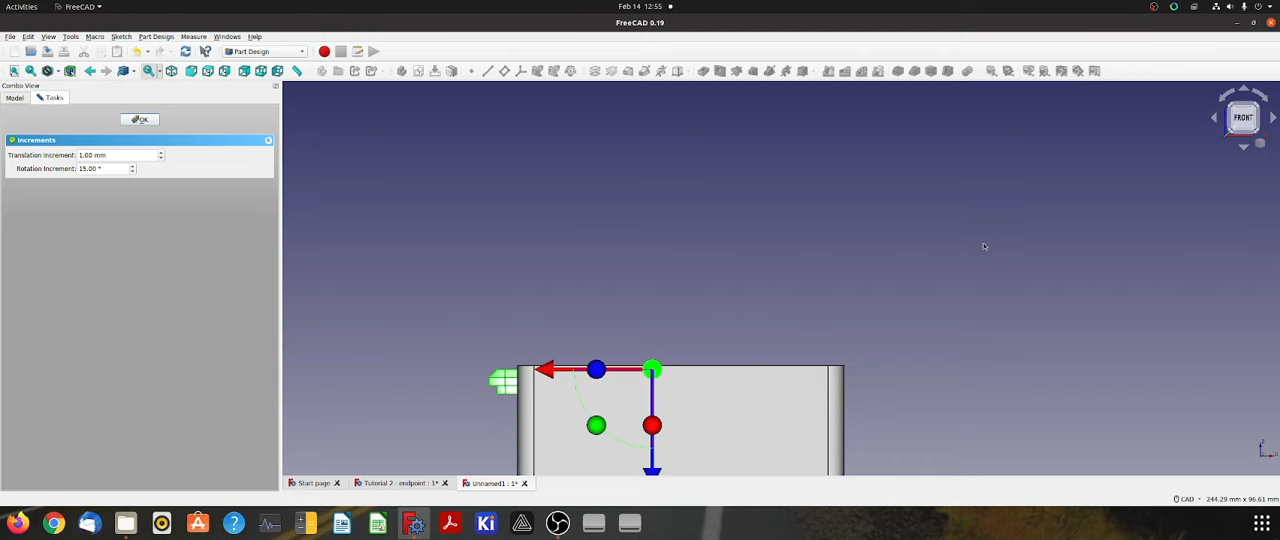 Activities
FreeCAD
Feb 14 12:55
FreeCAD 0.19
File Edit View Tools Macro Sketch Part Design Measure Windows Help
Part Design
Combo View
Model Tasks
OK
Increments
Translation Increment: 1.00 mm
Rotation Increment: 15.00 °
FRONT
Start page
Tutorial 2 - endpoint : 1*
Unnamed1 : 1*
CAD
244.29 mm x 96.61 mm
Ki